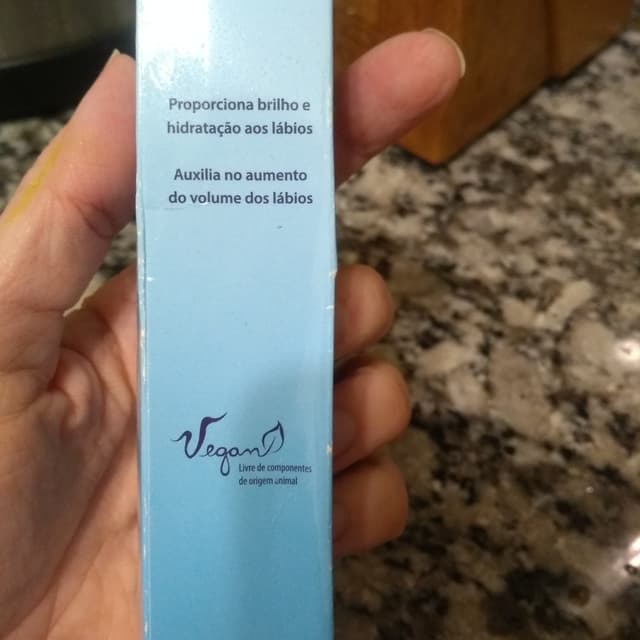 Proporciona brilho e
hidratação aos lábios
Auxilia no aumento
do volume dos lábios
Vegan
Livre de componentes
de origem animal